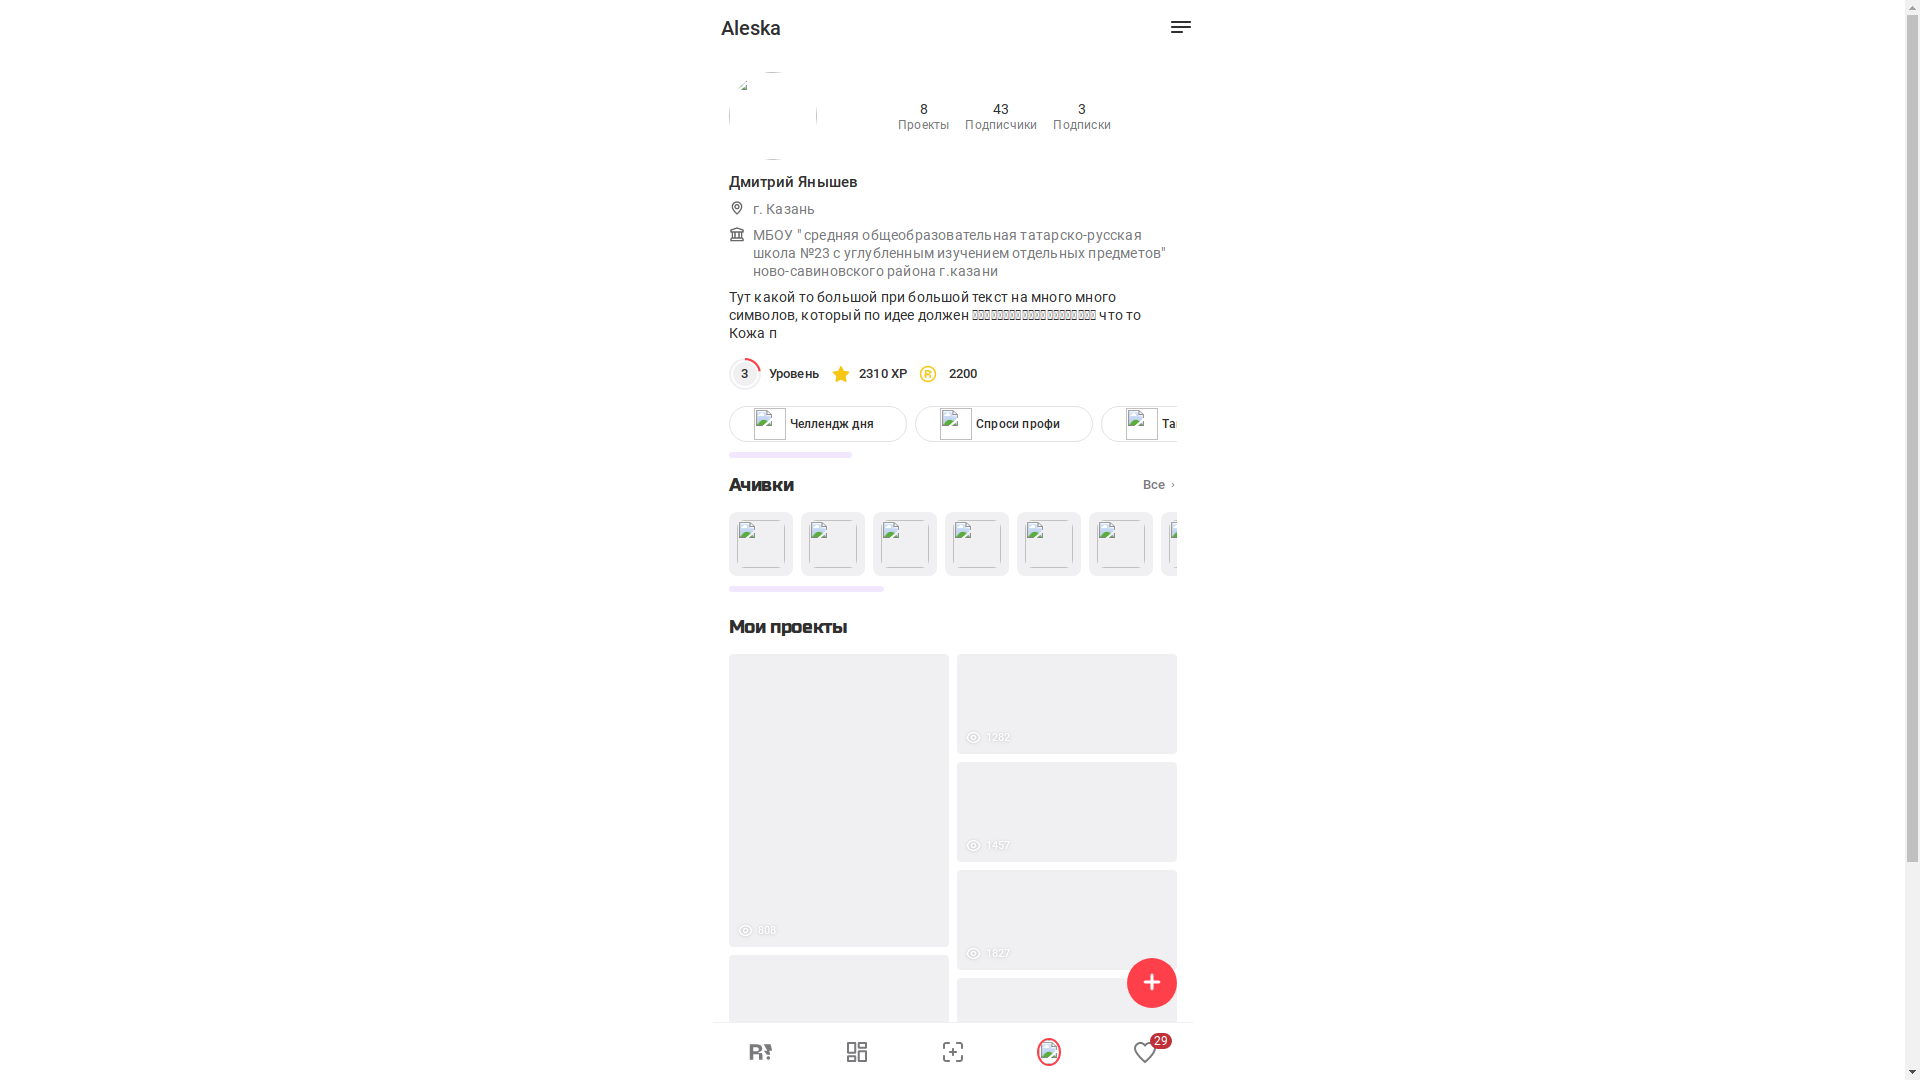 Aleska
8 43 3
Проекты Подписчики Подписки
Дмитрий Янышев
г. Казань
МБОУ " средняя общеобразовательная татарско-русская
школа №23 с углубленным изучением отдельных предметов"
ново-савиновского района г.казани
Тут какой то большой при большой текст на много много
символов, который по идее должен что то
Кожа п
3 Уровень 2310 XP 2200
Челлендж дня Спроси профи
Ачивки Все
Мои проекты
1282
1457
808
1827
R
29